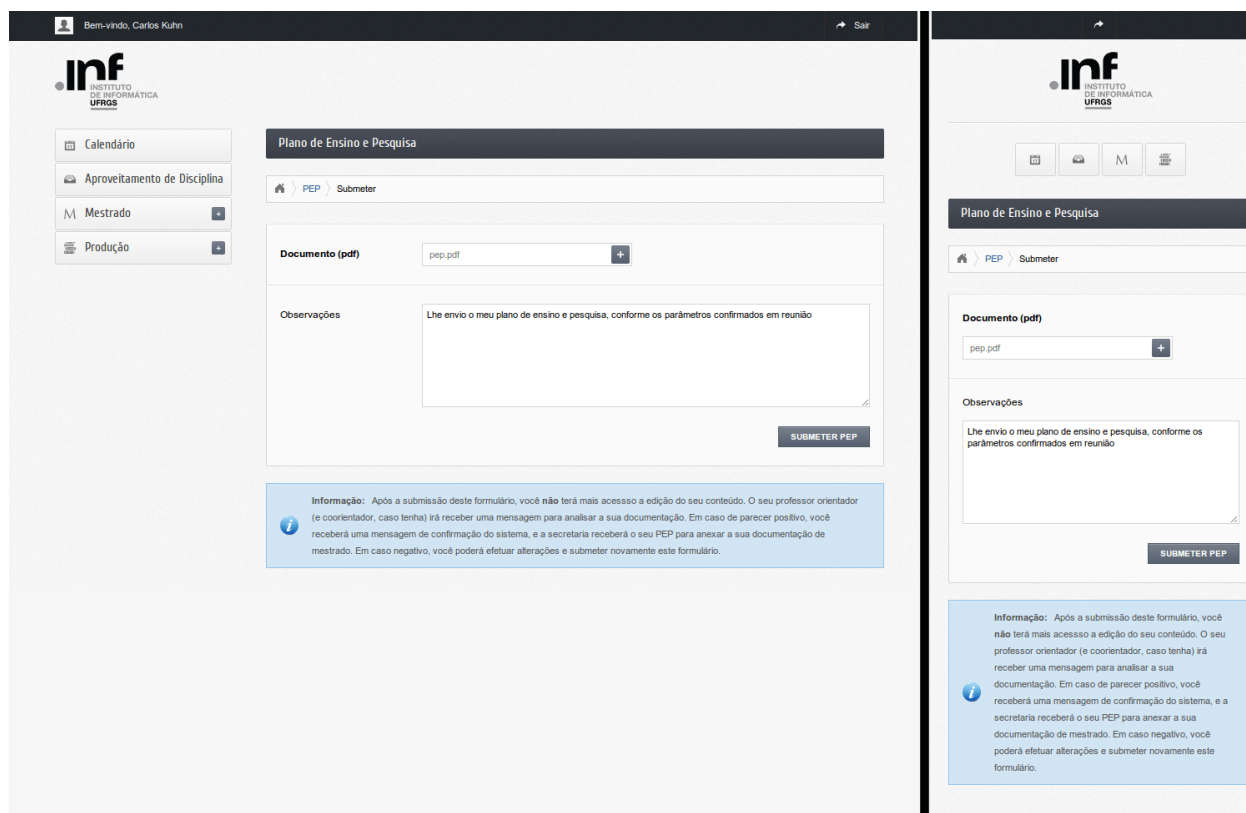 Bem-vindo, Carlos Kuhn
Sair
.Inf
INSTITUTO
DE INFORMÁTICA
UFRGS
Calendário
Aproveitamento de Disciplina
M Mestrado
Produção
Plano de Ensino e Pesquisa
PEP
Submeter
Documento (pdf)
pep.pdf
Observações
Lhe envio o meu plano de ensino e pesquisa, conforme os parâmetros confirmados em reunião
SUBMETER PEP
Informação: Após a submissão deste formulário, você não terá mais acessso a edição do seu conteúdo. O seu professor orientador
(e coorientador, caso tenha) irá receber uma mensagem para analisar a sua documentação. Em caso de parecer positivo, você
receberá uma mensagem de confirmação do sistema, e a secretaria receberá o seu PEP para anexar a sua documentação de
mestrado. Em caso negativo, você poderá efetuar alterações e submeter novamente este formulário.
.Inf
INSTITUTO
DE INFORMÁTICA
UFRGS
M
Plano de Ensino e Pesquisa
PEP
Submeter
Documento (pdf)
pep.pdf
Observações
Lhe envio o meu plano de ensino e pesquisa, conforme os
parâmetros confirmados em reunião
SUBMETER PEP
Informação: Após a submissão deste formulário, você
não terá mais acessso a edição do seu conteúdo. O seu
professor orientador (e coorientador, caso tenha) irá
receber uma mensagem para analisar a sua
documentação. Em caso de parecer positivo, você
receberá uma mensagem de confirmação do sistema, e a
secretaria receberá o seu PEP para anexar a sua
documentação de mestrado. Em caso negativo, você
poderá efetuar alterações e submeter novamente este
formulário.